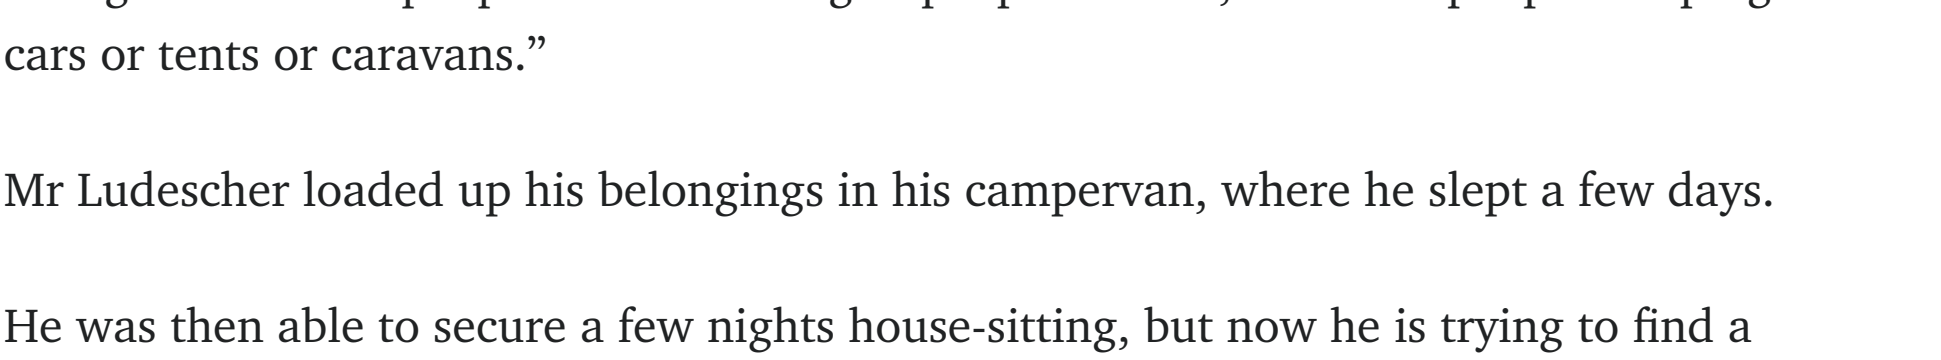 cars or tents or caravans.”
Mr Ludescher loaded up his belongings in his campervan, where he slept a few days.
He was then able to secure a few nights house-sitting, but now he is trying to find a